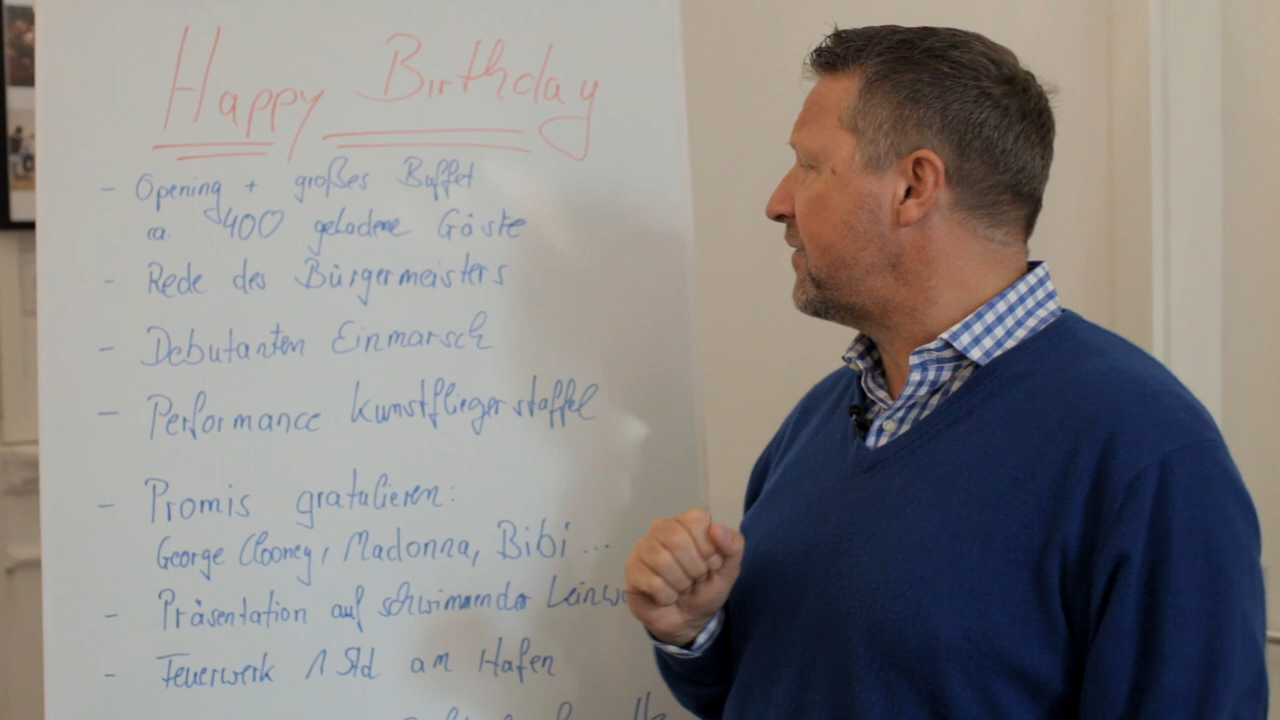 Happy Birthday
- Opening + großes Buffet
ca. 400 geladene Gäste
- Rede des Bürgermeisters
- Debutanten Einmarsch
- Performance Kunstfliegerstaffel
- Promis gratulieren:
George Clooney, Madonna, Bibi ...
- Präsentation auf schwimmender
- Feuerwerk 1 Std am Hafen